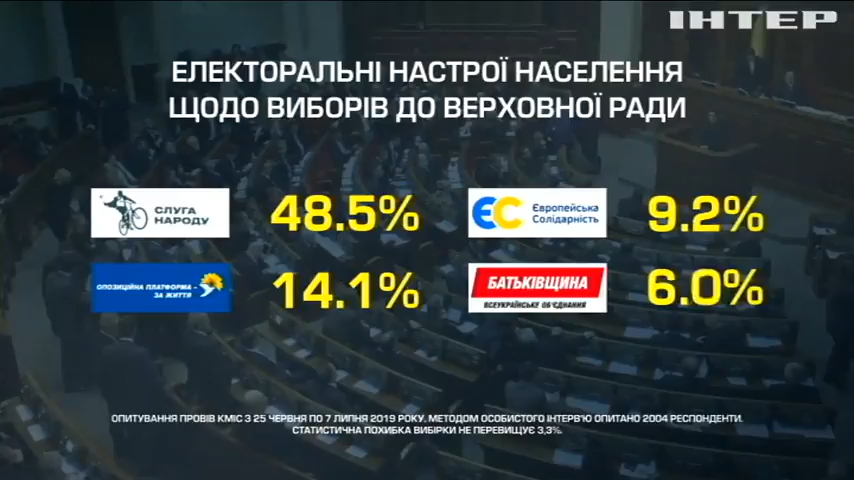 ІНТЕР
ЕЛЕКТОРАЛЬНІ НАСТРОЇ НАСЕЛЕННЯ
ЩОДО ВИБОРІВ ДО ВЕРХОВНОЇ РАДИ
СЛУГА
НАРОДУ
48.5%
ЄС
Європейська
Солідарність
9.2%
ОПОЗИЦІЙНА ПЛАТФОРМА -
ЗА ЖИТТЯ
14.1%
БАТЬКІВЩИНА
ВСЕУКРАЇНСЬКЕ ОБ'ЄДНАННЯ
6.0%
ОПИТУВАННЯ ПРОВІВ КМІС З 25 ЧЕРВНЯ ПО 7 ЛИПНЯ 2019 РОКУ. МЕТОДОМ ОСОБИСТОГО ІНТЕРВ'Ю ОПИТАНО 2004 РЕСПОНДЕНТИ.
СТАТИСТИЧНА ПОХИБКА ВИБІРКИ НЕ ПЕРЕВИЩУЄ 3,3%.